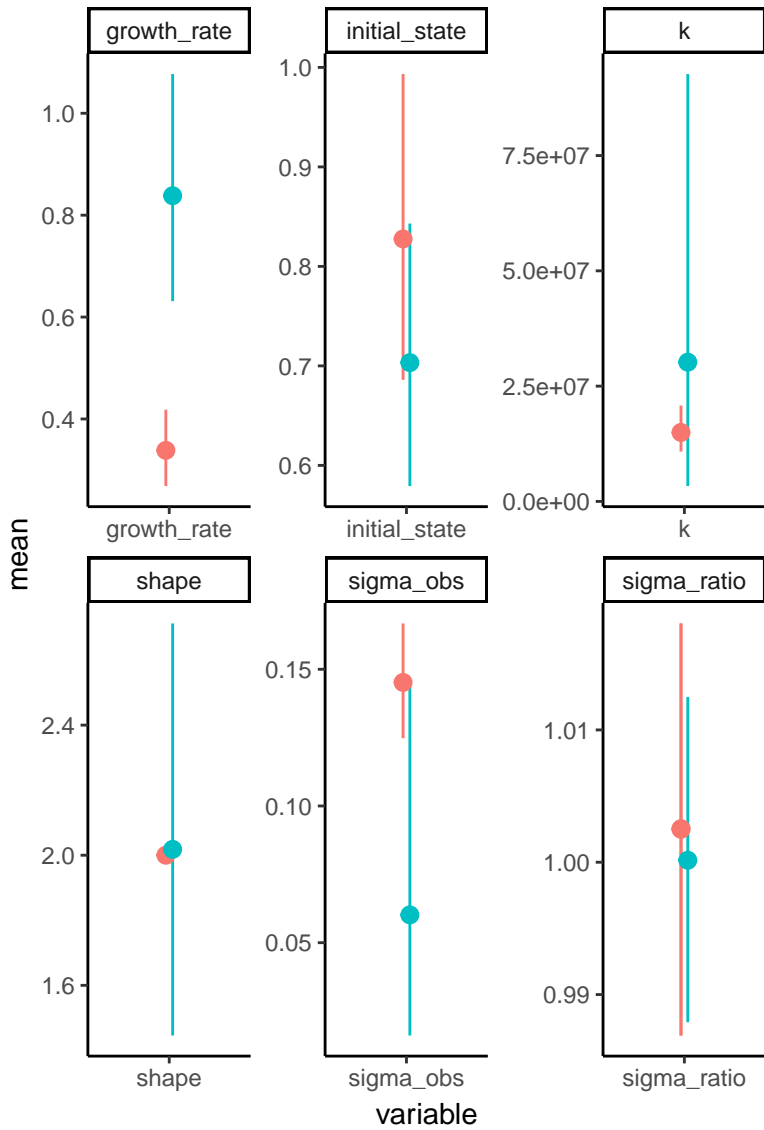 growth_rate
initial_state
k
1.0
0.8
0.6
0.4
1.0
0.9
0.8
0.7
0.6
7.5e+07
5.0e+07
2.5e+07
0.0e+00
growth_rate
initial_state
k
mean
shape
sigma_obs
sigma_ratio
2.4
2.0
1.6
0.15
0.10
0.05
1.01
1.00
0.99
shape
sigma_obs
sigma_ratio
variable